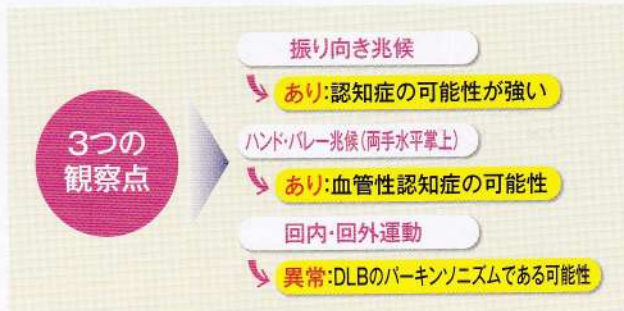 3つの
観察点
振り向き兆候
あり:認知症の可能性が強い
ハンド・バレー兆候(両手水平掌上)
あり:血管性認知症の可能性
回内・回外運動
異常:DLBのパーキンソニズムである可能性